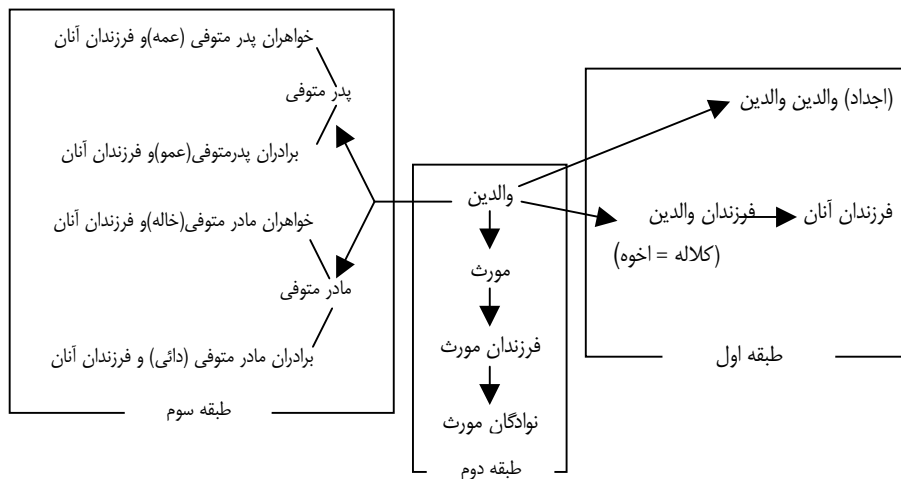 (اجداد) والدین والدین
فرزندان والدین
فرزندان آنان
(کلاله = اخوه)
طبقه اول
والدین
مورث
فرزندان مورث
نوادگان مورث
طبقه دوم
خواهران پدر متوفی (عمه)و فرزندان آنان
پدر متوفی
برادران پدرمتوفی(عمو)و فرزندان آنان
خواهران مادر متوفی(خاله)و فرزندان آنان
مادر متوفی
برادران مادر متوفی (دائی) و فرزندان آنان
طبقه سوم